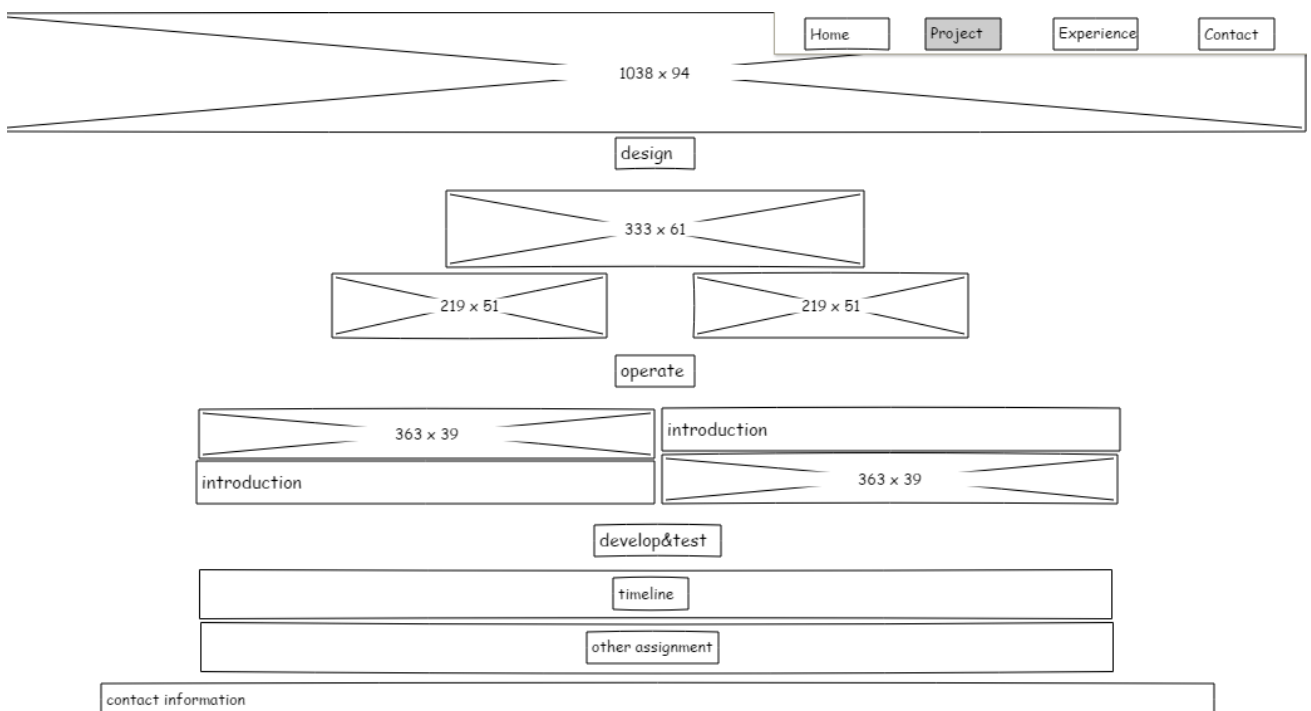 Home
Project
Experience
Contact
1038 x 94
design
333 x 61
219 x 51
219 x 51
operate
363 x 39
introduction
introduction
363 x 39
develop&test
timeline
other assignment
contact information